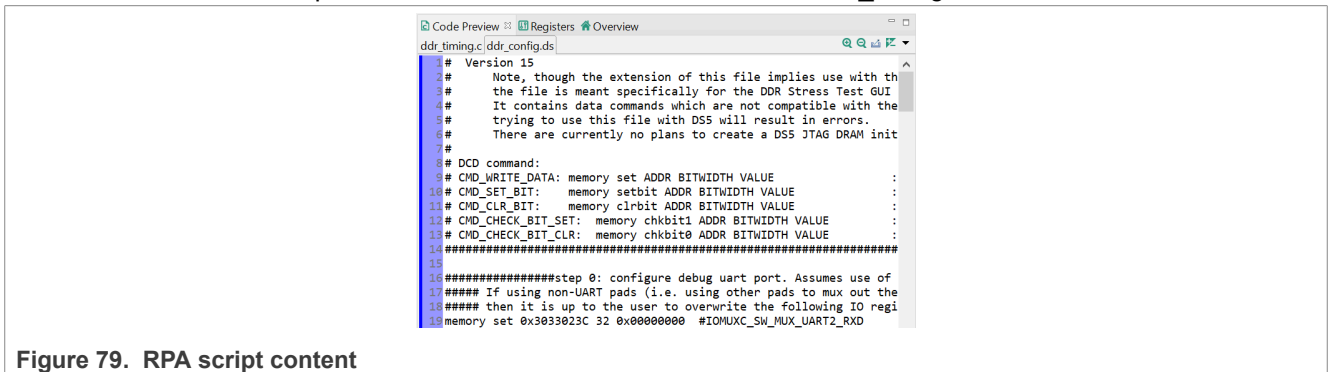 Code Preview Registers Overview
ddr_timing.c ddr_config.ds
1 # Version 15
2 # Note, though the extension of this file implies use with th
3 # the file is meant specifically for the DDR Stress Test GUI
4 # It contains data commands which are not compatible with the
5 # trying to use this file with DS5 will result in errors.
6 # There are currently no plans to create a DS5 JTAG DRAM init
7 #
8 # DCD command:
9 # CMD_WRITE_DATA: memory set ADDR BITWIDTH VALUE :
10 # CMD_SET_BIT: memory setbit ADDR BITWIDTH VALUE :
11 # CMD_CLR_BIT: memory clrbit ADDR BITWIDTH VALUE :
12 # CMD_CHECK_BIT_SET: memory chkbit1 ADDR BITWIDTH VALUE :
13 # CMD_CHECK_BIT_CLR: memory chkbit0 ADDR BITWIDTH VALUE :
14 ##################################################################
15
16 ################step 0: configure debug uart port. Assumes use of
17 ##### If using non-UART pads (i.e. using other pads to mux out the
18 ##### then it is up to the user to overwrite the following IO regi
19 memory set 0x3033023C 32 0x00000000 #IOMUXC_SW_MUX_UART2_RXD
Figure 79. RPA script content